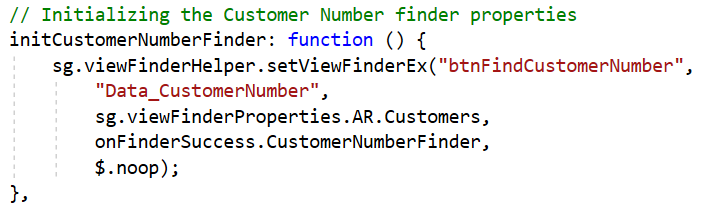 // Initializing the Customer Number finder properties
initCustomerNumberFinder: function () {
    sg.viewFinderHelper.setViewFinderEx("btnFindCustomerNumber",
        "Data_CustomerNumber",
        sg.viewFinderProperties.AR.Customers,
        onFinderSuccess.CustomerNumberFinder,
        $.noop);
},